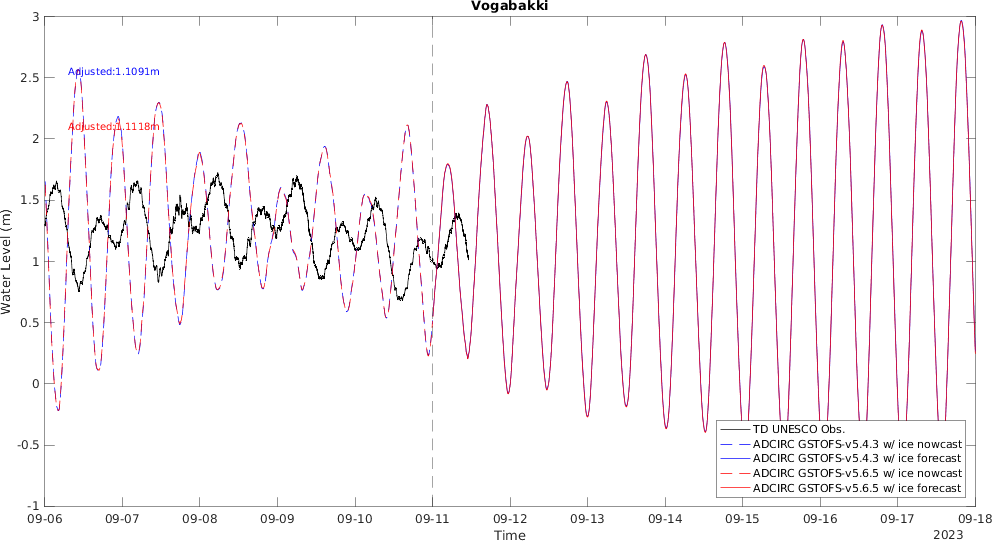 Vogabakki
3
2.5
2
1.5
1
0.5
0
-0.5
-1
Water Level (m)
Adjusted:1.1091m
Adjusted:1.1118m
TD UNESCO Obs.
ADCIRC GSTOFS-v5.4.3 w/ ice nowcast
ADCIRC GSTOFS-v5.4.3 w/ ice forecast
ADCIRC GSTOFS-v5.6.5 w/ ice nowcast
ADCIRC GSTOFS-v5.6.5 w/ ice forecast
09-06 09-07 09-08 09-09 09-10 09-11 09-12 09-13 09-14 09-15 09-16 09-17 09-18
Time
2023